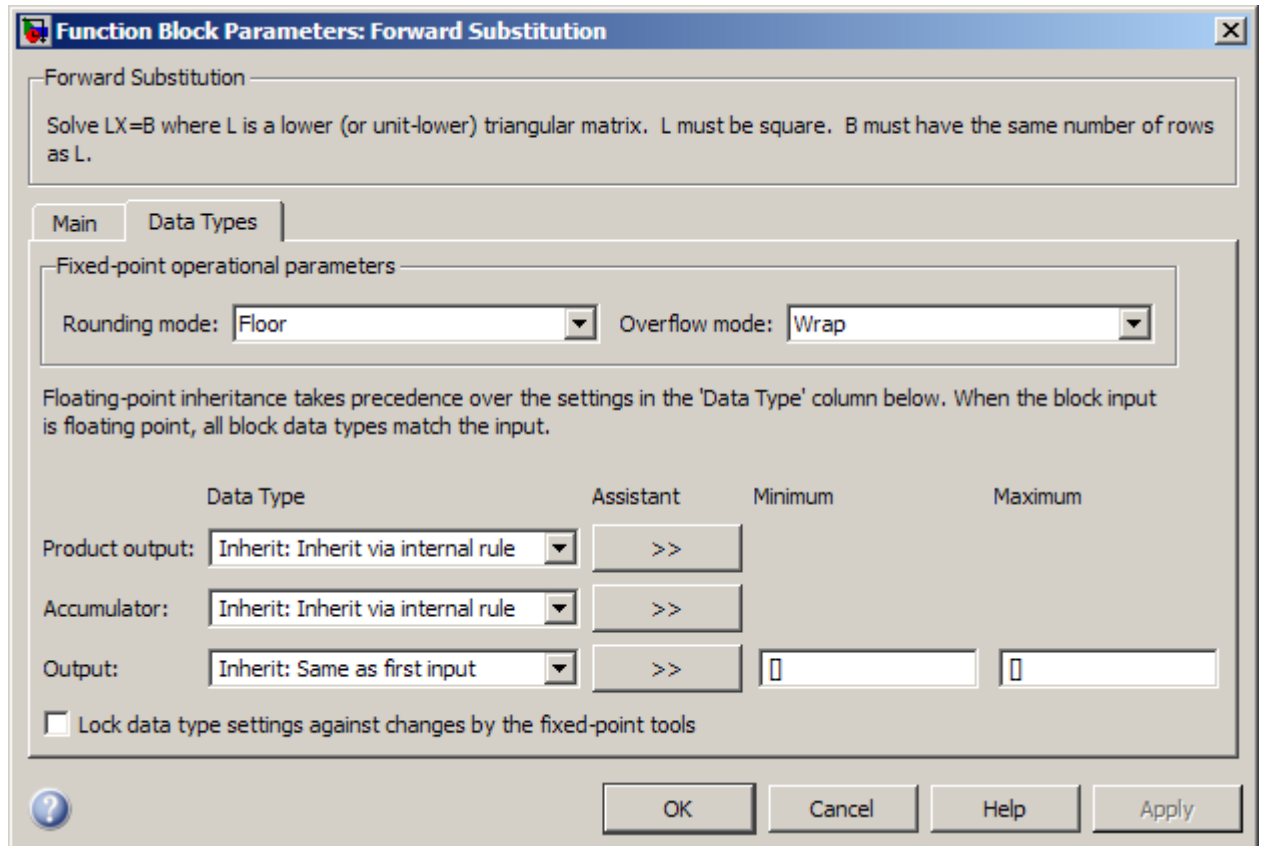 Function Block Parameters: Forward Substitution
Forward Substitution
Solve LX=B where L is a lower (or unit-lower) triangular matrix. L must be square. B must have the same number of rows
as L.
Main Data Types
Fixed-point operational parameters
Rounding mode: Floor Overflow mode: Wrap
Floating-point inheritance takes precedence over the settings in the 'Data Type' column below. When the block input
is floating point, all block data types match the input.
Data Type Assistant Minimum Maximum
Product output: Inherit: Inherit via internal rule >>
Accumulator: Inherit: Inherit via internal rule >>
Output: Inherit: Same as first input >> [] []
Lock data type settings against changes by the fixed-point tools
? OK Cancel Help Apply